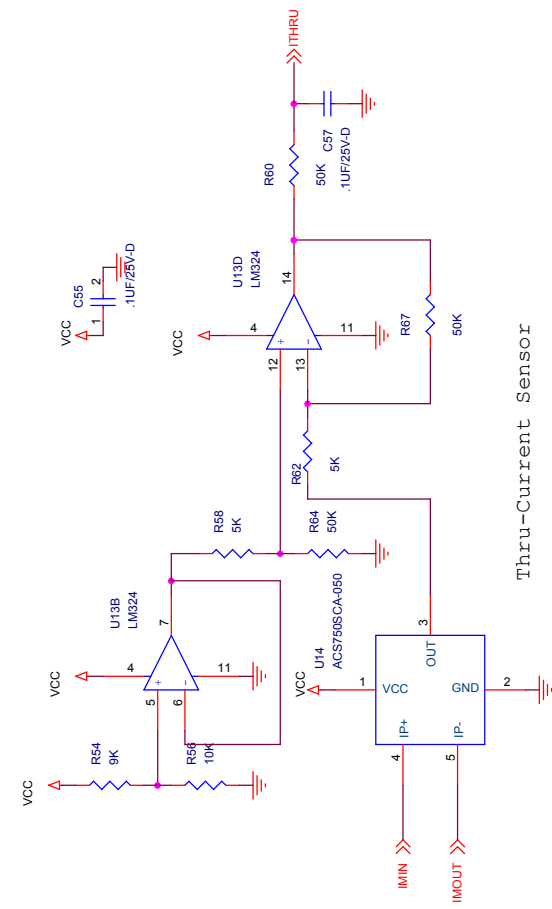 VCC
C55
1
2
.1UF/25V-D
ITHRU
R60
50K
C57
.1UF/25V-D
U13D
LM324
VCC
4
14
12
+
13
-
11
R67
50K
R62
5K
R58
5K
R64
50K
U13B
LM324
VCC
4
7
5
+
6
-
11
VCC
R54
9K
R56
10K
U14
ACS750SCA-050
VCC
1
VCC
3
OUT
GND
2
4
IP+
5
IP-
IMIN
IMOUT
Thru-Current Sensor